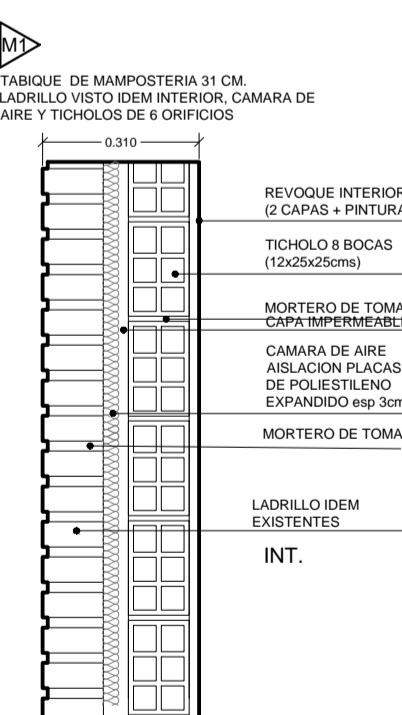 M1
TABIQUE DE MAMPOSTERIA 31 CM.
LADRILLO VISTO IDEM INTERIOR, CAMARA DE
AIRE Y TICHOLOS DE 6 ORIFICIOS
0.310
REVOQUE INTERIOR
(2 CAPAS + PINTURA
TICHOLO 8 BOCAS
(12x25x25cms)
MORTERO DE TOMA
CAPA IMPERMEABLE
CAMARA DE AIRE
AISLACION PLACAS
DE POLIESTILENO
EXPANDIDO esp 3cm
MORTERO DE TOMA
LADRILLO IDEM
EXISTENTES
INT.